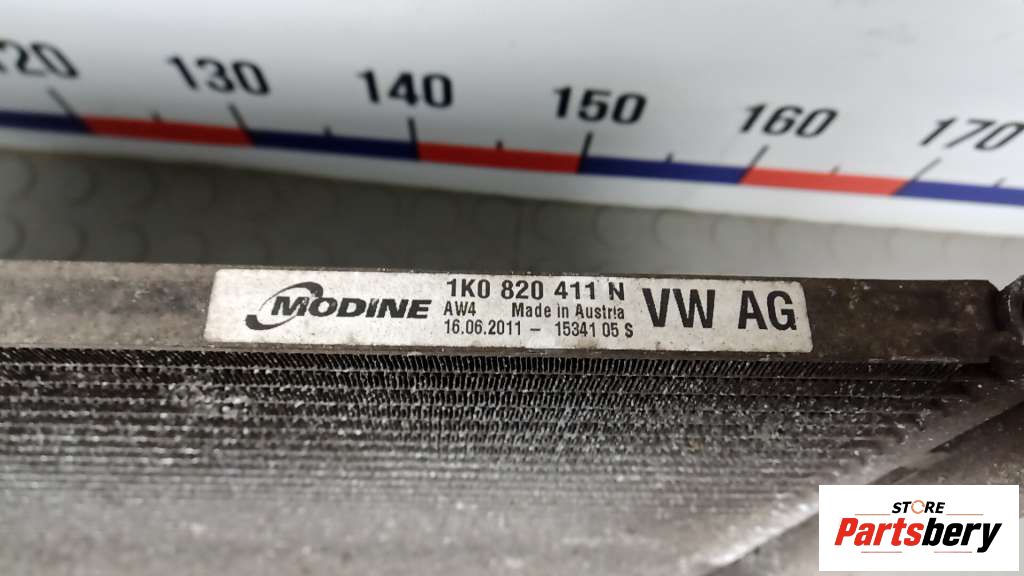 120 130 140 150 160 170
MODINE
1K0 820 411 N
AW4 Made in Austria
16.06.2011 – 15341 05 S
VW AG
STORE
Partsbery